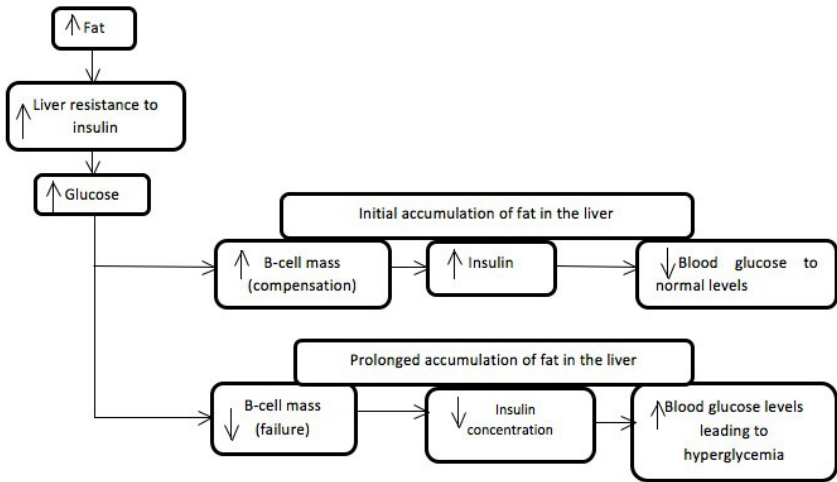 Fat
Liver resistance to
insulin
Glucose
Initial accumulation of fat in the liver
B-cell mass
(compensation)
Insulin
Blood glucose to
normal levels
Prolonged accumulation of fat in the liver
B-cell mass
(failure)
Insulin
concentration
Blood glucose levels
leading to
hyperglycemia